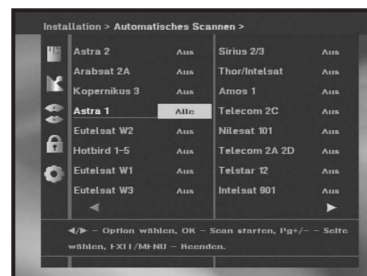 Installation > Automatisches Scannen >
Astra 2 Aus Sirius 2/3 Aus
Arabsat 2A Aus Thor/Intelsat Aus
Kopernikus 3 Aus Amos 1 Aus
Astra 1 Alle Telecom 2C Aus
Eutelsat W2 Aus Nilesat 101 Aus
Hotbird 1-5 Aus Telecom 2A 2D Aus
Eutelsat W1 Aus Telstar 12 Aus
Eutelsat W3 Aus Intelsat 901 Aus
◄ ►
◄/► - Option wählen, OK - Scan starten, Pg+/- - Seite
wählen, EXIT/MENU - Beenden.